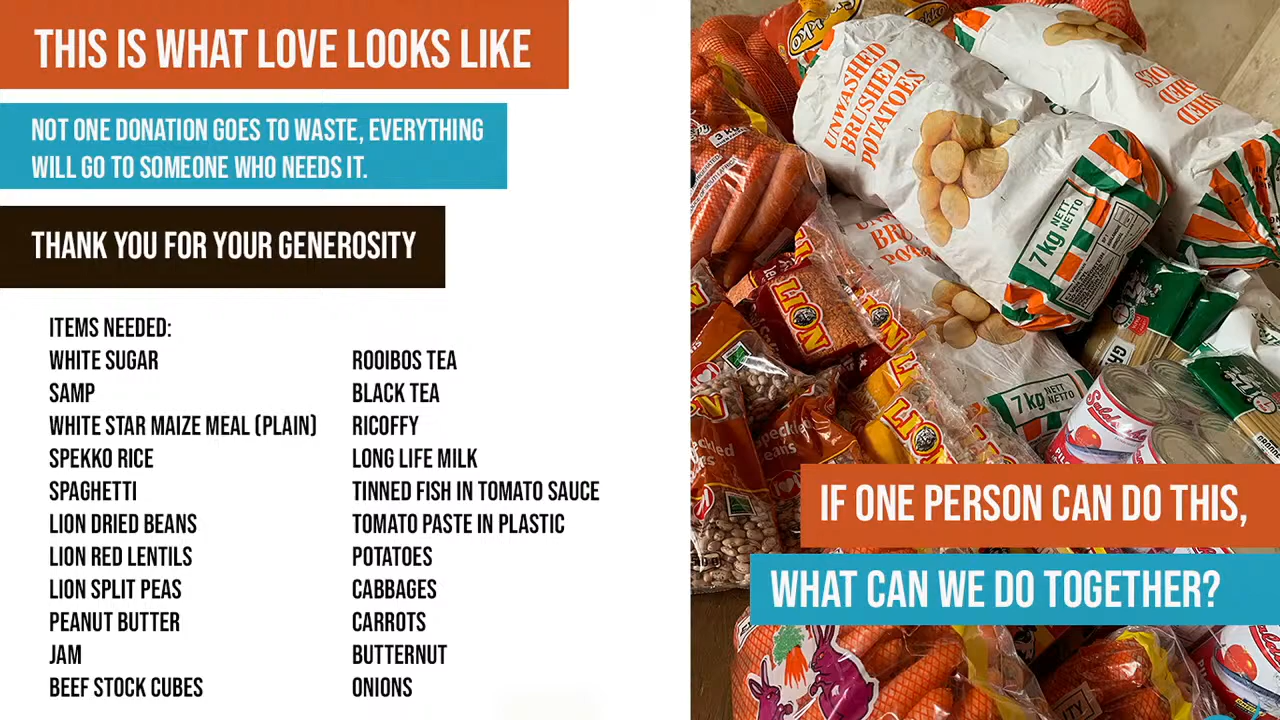 THIS IS WHAT LOVE LOOKS LIKE
NOT ONE DONATION GOES TO WASTE, EVERYTHING
WILL GO TO SOMEONE WHO NEEDS IT.
THANK YOU FOR YOUR GENEROSITY
ITEMS NEEDED:
WHITE SUGAR
SAMP
WHITE STAR MAIZE MEAL (PLAIN)
SPEKKO RICE
SPAGHETTI
LION DRIED BEANS
LION RED LENTILS
LION SPLIT PEAS
PEANUT BUTTER
JAM
BEEF STOCK CUBES
ROOIBOS TEA
BLACK TEA
RICOFFY
LONG LIFE MILK
TINNED FISH IN TOMATO SAUCE
TOMATO PASTE IN PLASTIC
POTATOES
CABBAGES
CARROTS
BUTTERNUT
ONIONS
UNWASHED
BRUSHED
POTATOES
7kg NETT
NETTO
LION
LION
7kg NETT
NETTO
IF ONE PERSON CAN DO THIS,
WHAT CAN WE DO TOGETHER?